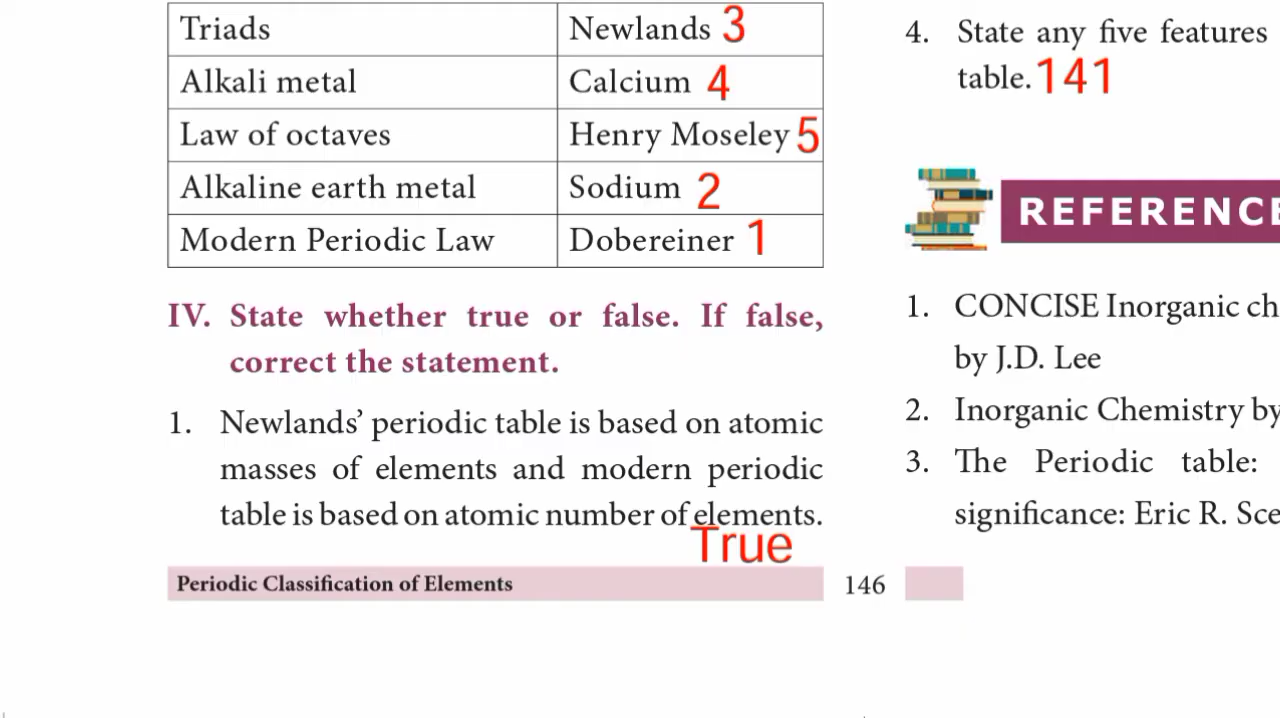 Triads Newlands 3
Alkali metal Calcium 4
Law of octaves Henry Moseley 5
Alkaline earth metal Sodium 2
Modern Periodic Law Dobereiner 1
IV. State whether true or false. If false,
correct the statement.
1. Newlands’ periodic table is based on atomic
masses of elements and modern periodic
table is based on atomic number of elements.
True
Periodic Classification of Elements 146
4. State any five features
table. 141
REFERENCE
1. CONCISE Inorganic ch
by J.D. Lee
2. Inorganic Chemistry by
3. The Periodic table:
significance: Eric R. Sce